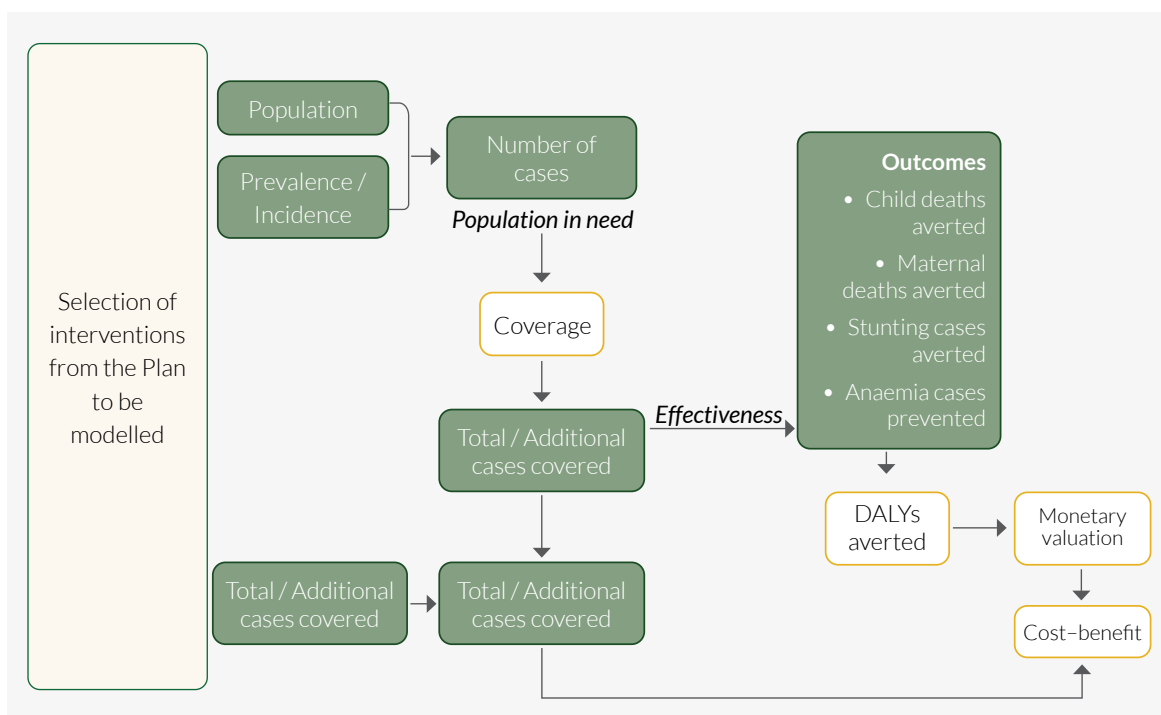 Selection of
interventions
from the Plan
to be
modelled
Population
Prevalence /
Incidence
Number of
cases
Population in need
Coverage
Total / Additional
cases covered
Effectiveness
Outcomes
• Child deaths
averted
• Maternal
deaths averted
• Stunting cases
averted
• Anaemia cases
prevented
DALYs
averted
Monetary
valuation
Total / Additional
cases covered
Total / Additional
cases covered
Cost–benefit